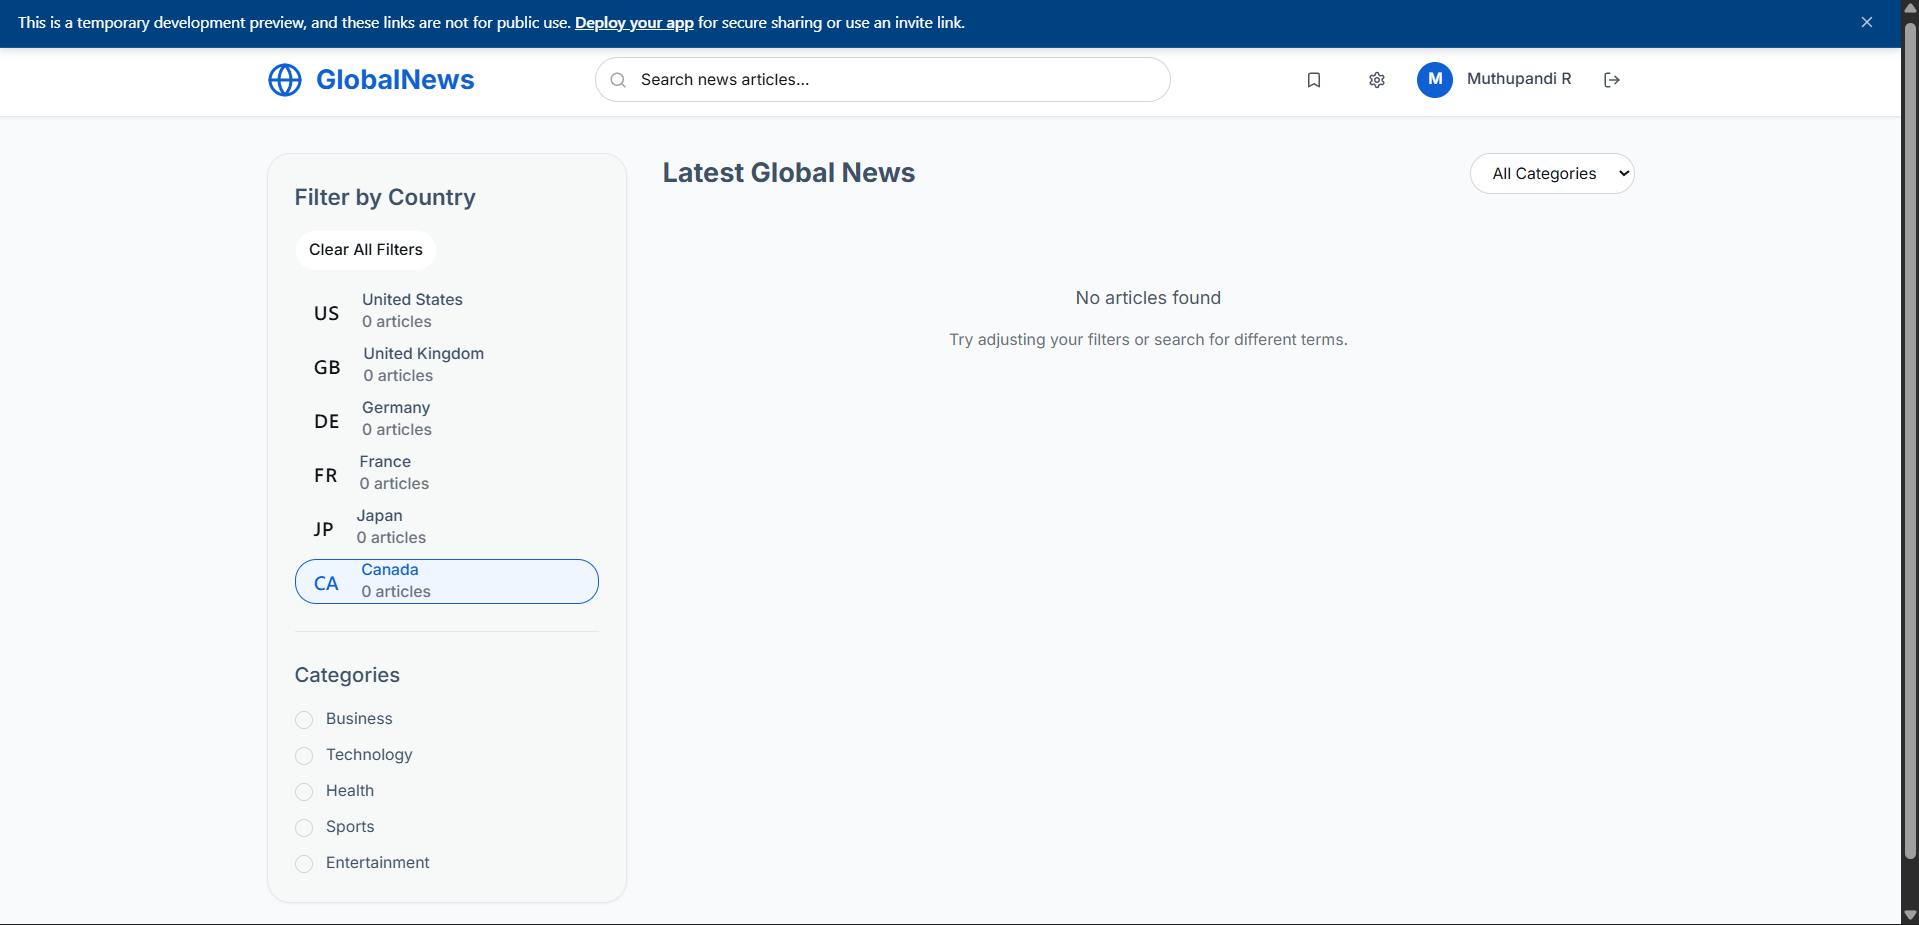 This is a temporary development preview, and these links are not for public use. Deploy your app for secure sharing or use an invite link.
GlobalNews
Search news articles...
M
Muthupandi R
Filter by Country
Clear All Filters
US
United States
0 articles
GB
United Kingdom
0 articles
DE
Germany
0 articles
FR
France
0 articles
JP
Japan
0 articles
CA
Canada
0 articles
Categories
Business
Technology
Health
Sports
Entertainment
Latest Global News
All Categories
No articles found
Try adjusting your filters or search for different terms.